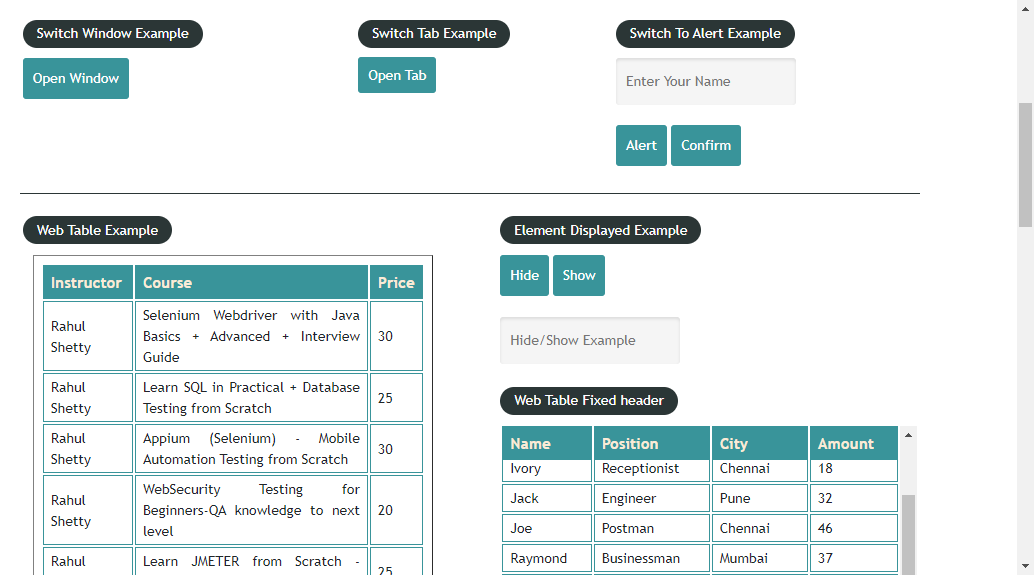 Switch Window Example
Open Window
Switch Tab Example
Open Tab
Switch To Alert Example
Enter Your Name
Alert Confirm
Web Table Example
Instructor Course Price
Rahul
Shetty
Selenium Webdriver with Java
Basics + Advanced + Interview
Guide
30
Rahul
Shetty
Learn SQL in Practical + Database
Testing from Scratch
25
Rahul
Shetty
Appium (Selenium) - Mobile
Automation Testing from Scratch
30
Rahul
Shetty
WebSecurity Testing for
Beginners-QA knowledge to next
level
20
Rahul
Learn JMETER from Scratch -
25
Element Displayed Example
Hide Show
Hide/Show Example
Web Table Fixed header
Name Position City Amount
Ivory Receptionist Chennai 18
Jack Engineer Pune 32
Joe Postman Chennai 46
Raymond Businessman Mumbai 37